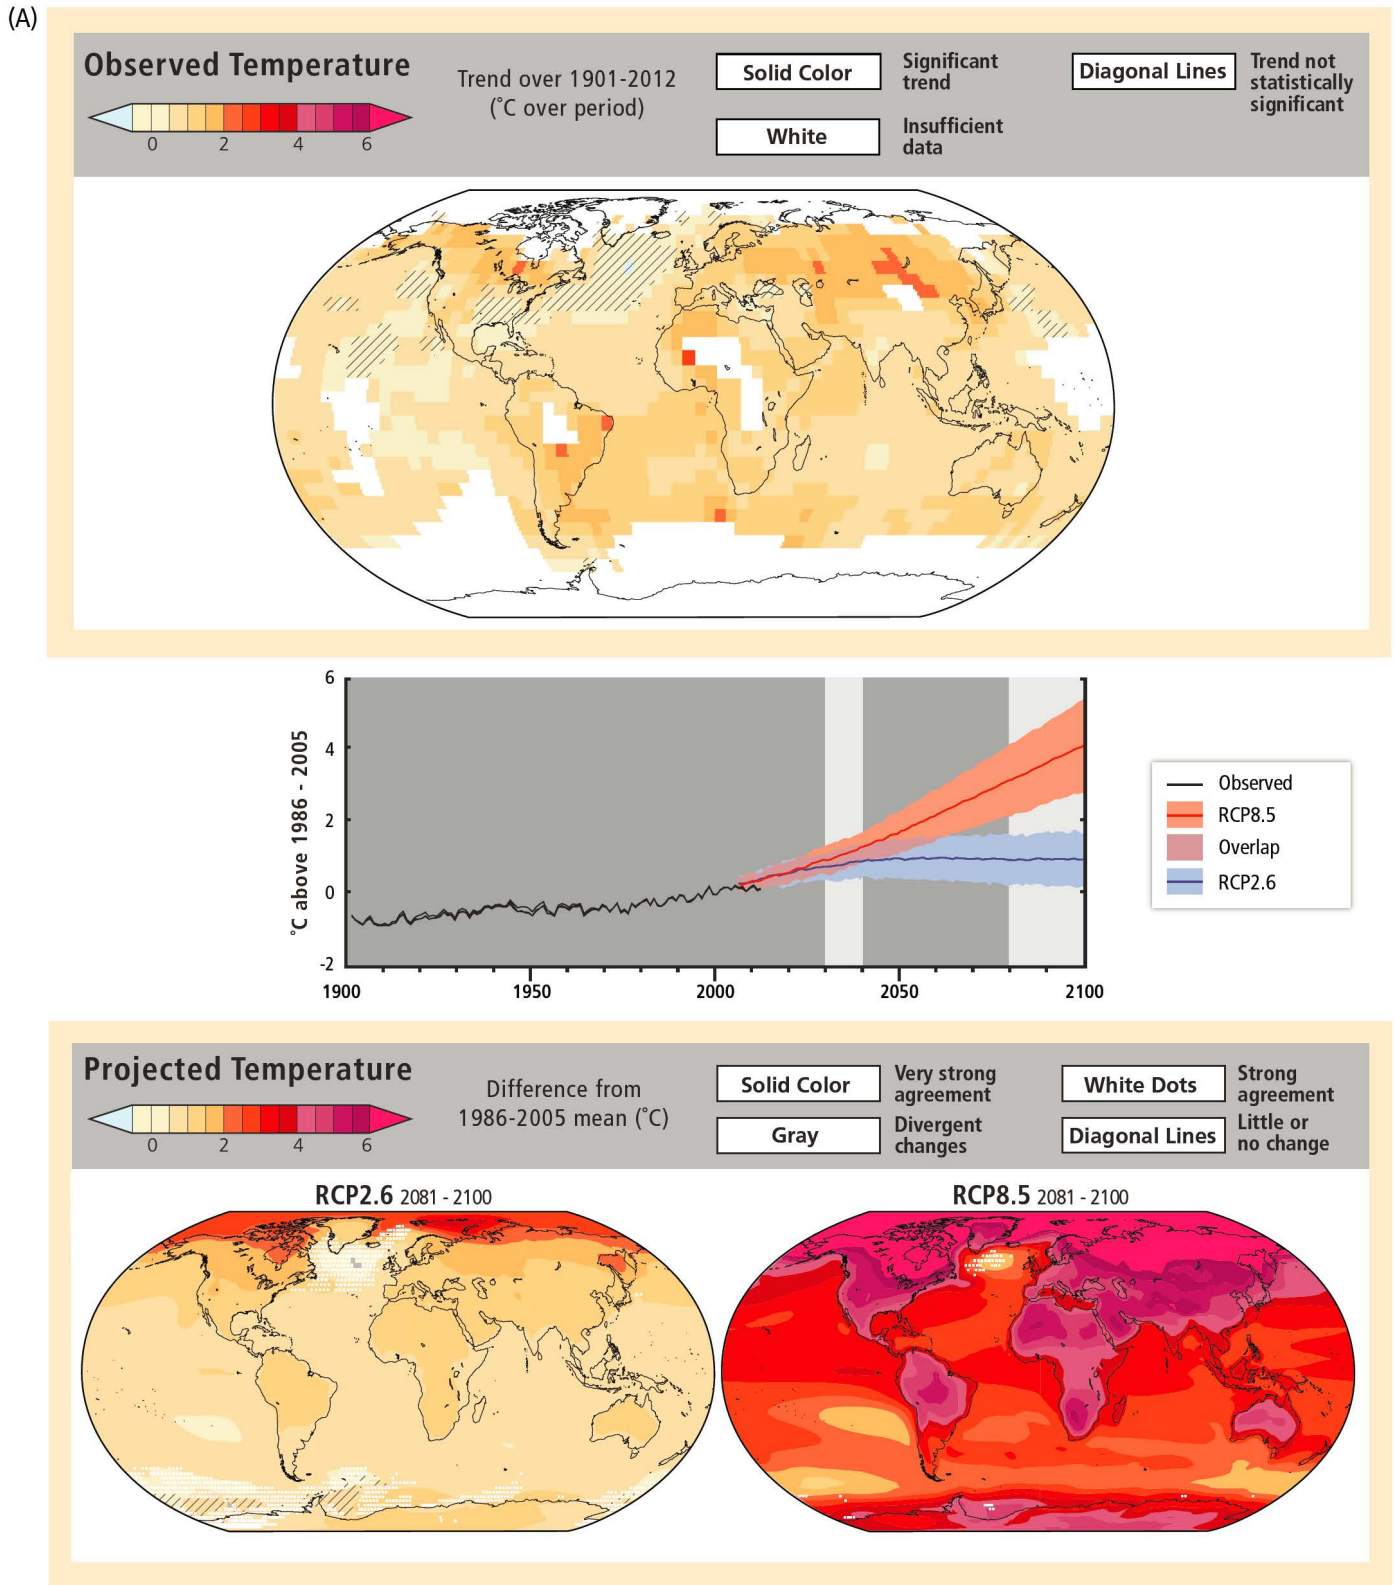 (A)
Observed Temperature
0 2 4 6
Trend over 1901-2012
(˚C over period)
Solid Color
Significant
trend
White
Insufficient
data
Diagonal Lines
Trend not
statistically
significant
˚C above 1986 - 2005
6
4
2
0
-2
1900 1950 2000 2050 2100
Observed
RCP8.5
Overlap
RCP2.6
Projected Temperature
0 2 4 6
Difference from
1986-2005 mean (˚C)
Solid Color
Very strong
agreement
Gray
Divergent
changes
White Dots
Strong
agreement
Diagonal Lines
Little or
no change
RCP2.6 2081 - 2100
RCP8.5 2081 - 2100